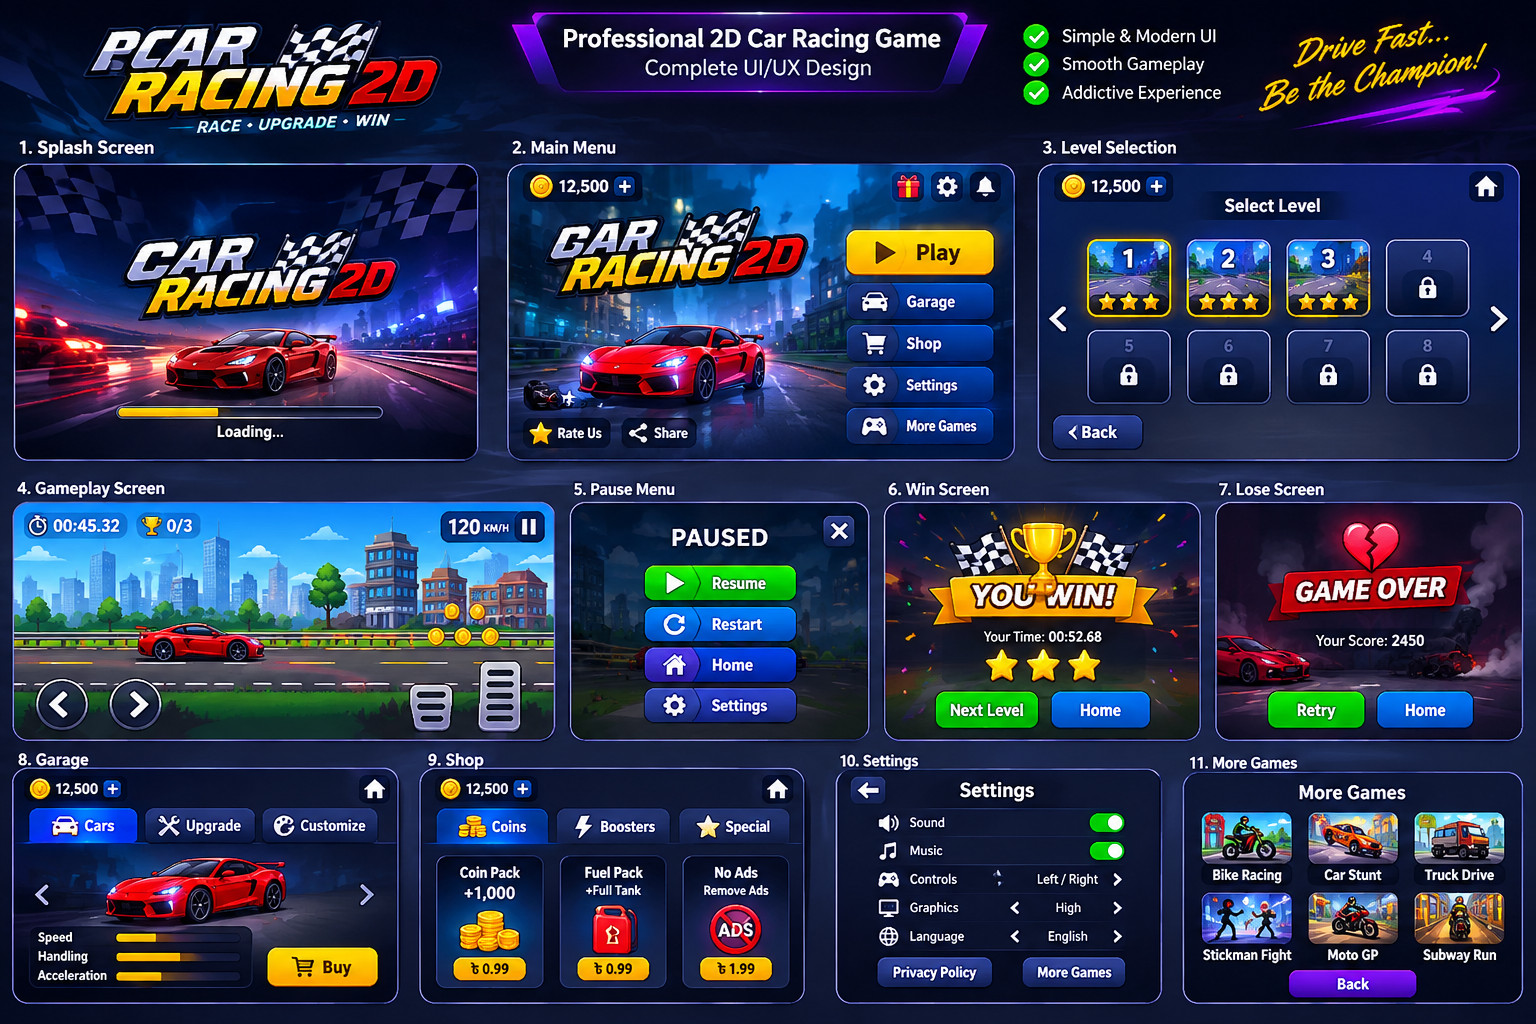 PCAR
RACING 2D
RACE • UPGRADE • WIN
Professional 2D Car Racing Game
Complete UI/UX Design
Simple & Modern UI
Smooth Gameplay
Addictive Experience
Drive Fast...
Be the Champion!
1. Splash Screen
CAR
RACING 2D
Loading...
2. Main Menu
12,500 +
CAR
RACING 2D
Play
Garage
Shop
Settings
More Games
Rate Us
Share
3. Level Selection
12,500 +
Select Level
1
2
3
4
5
6
7
8
Back
4. Gameplay Screen
00:45.32
0/3
120 KM/H
5. Pause Menu
PAUSED
Resume
Restart
Home
Settings
6. Win Screen
YOU WIN!
Your Time: 00:52.68
Next Level
Home
7. Lose Screen
GAME OVER
Your Score: 2450
Retry
Home
8. Garage
12,500 +
Cars
Upgrade
Customize
Speed
Handling
Acceleration
Buy
9. Shop
12,500 +
Coins
Boosters
Special
Coin Pack
+1,000
৳ 0.99
Fuel Pack
+Full Tank
৳ 0.99
No Ads
Remove Ads
ADS
৳ 1.99
10. Settings
Settings
Sound
Music
Controls
Left / Right
Graphics
High
Language
English
Privacy Policy
More Games
11. More Games
More Games
Bike Racing
Car Stunt
Truck Drive
Stickman Fight
Moto GP
Subway Run
Back